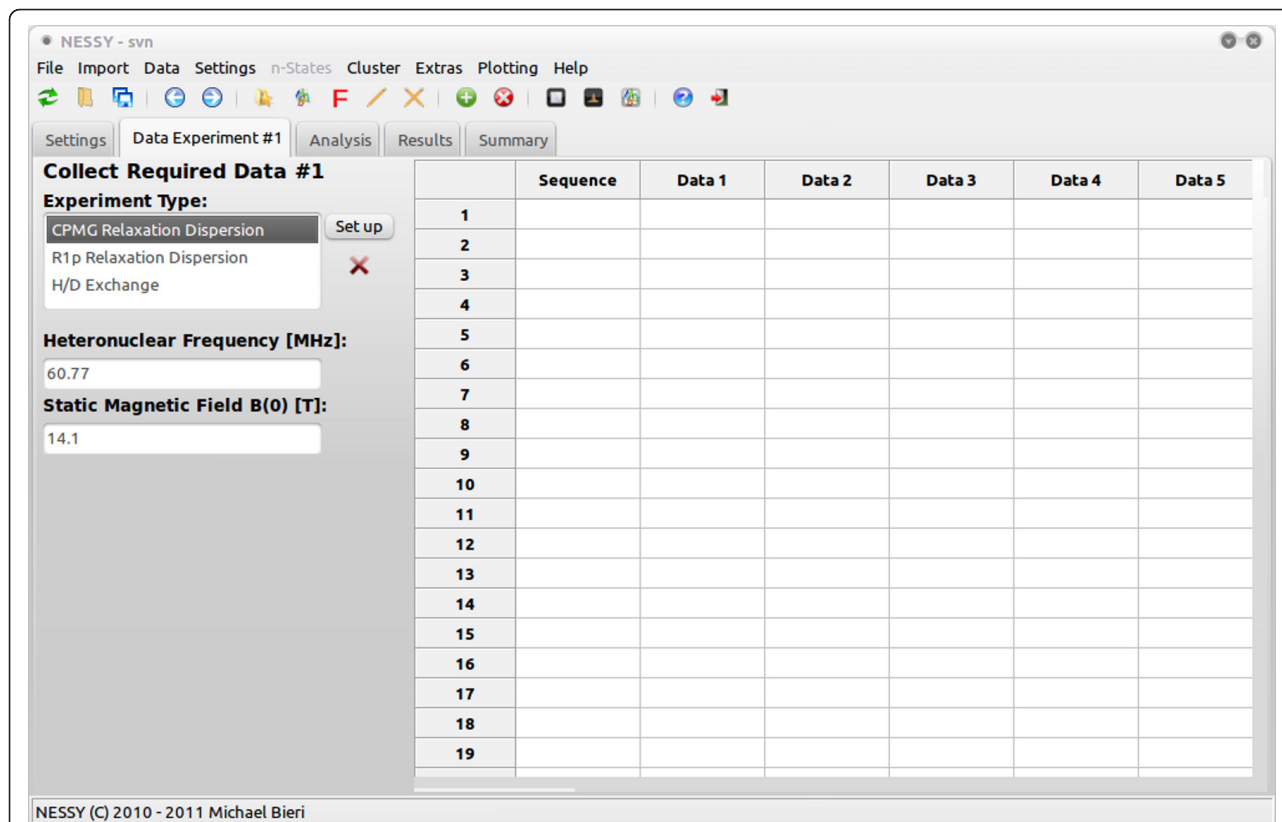 NESSY - svn
File Import Data Settings n-States Cluster Extras Plotting Help
F
Settings Data Experiment #1 Analysis Results Summary
Collect Required Data #1
Experiment Type:
CPMG Relaxation Dispersion Set up
R1p Relaxation Dispersion
H/D Exchange
Heteronuclear Frequency [MHz]:
60.77
Static Magnetic Field B(0) [T]:
14.1
Sequence Data 1 Data 2 Data 3 Data 4 Data 5
1
2
3
4
5
6
7
8
9
10
11
12
13
14
15
16
17
18
19
NESSY (C) 2010 - 2011 Michael Bieri